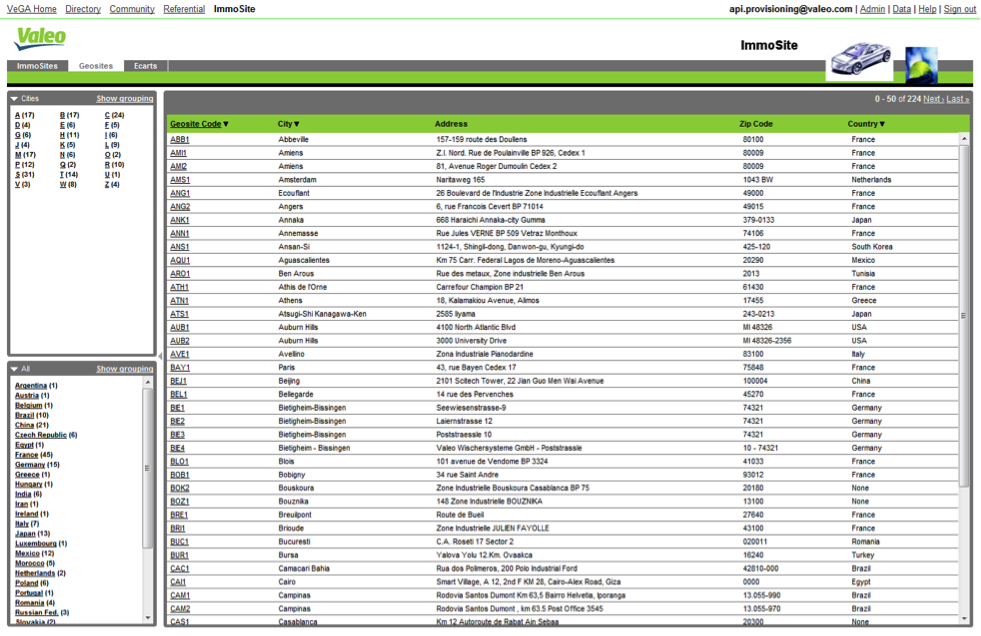 VeGA Home Directory Community Referential ImmoSite api.provisioning@valeo.com | Admin | Data | Help | Sign out
Valeo
ImmoSite
ImmoSites Geosites Ecarts
Cities Show grouping
A (17) B (17) C (24)
D (4) E (6) F (5)
G (6) H (11) I (6)
J (4) K (5) L (9)
M (17) N (6) O (2)
P (12) Q (2) R (10)
S (31) T (14) U (1)
V (3) W (8) Z (4)
All Show grouping
Argentina (1)
Austria (1)
Belgium (1)
Brazil (10)
China (21)
Czech Republic (6)
Egypt (1)
France (45)
Germany (15)
Greece (1)
Hungary (1)
India (6)
Iran (1)
Ireland (1)
Italy (7)
Japan (13)
Luxembourg (1)
Mexico (12)
Morocco (5)
Netherlands (2)
Poland (6)
Portugal (1)
Romania (4)
Russian Fed. (3)
Slovakia (2)
0 - 50 of 224 Next › Last »
Geosite Code ▼ City ▼ Address Zip Code Country ▼
ABB1 Abbeville 157-159 route des Doullens 80100 France
AMI1 Amiens Z.I. Nord. Rue de Poulainville BP 926, Cedex 1 80009 France
AMI2 Amiens 81, Avenue Roger Dumoulin Cedex 2 80009 France
AMS1 Amsterdam Naritaweg 165 1043 BW Netherlands
ANG1 Ecouflant 26 Boulevard de l'Industrie Zone Industrielle Ecouflant Angers 49000 France
ANG2 Angers 6, rue Francois Cevert BP 71014 49015 France
ANK1 Annaka 668 Haraichi Annaka-city Gumma 379-0133 Japan
ANN1 Annemasse Rue Jules VERNE BP 509 Vetraz Monthoux 74106 France
ANS1 Ansan-Si 1124-1, Shingil-dong, Danwon-gu, Kyungi-do 425-120 South Korea
AQU1 Aguascalientes Km 75 Carr. Federal Lagos de Moreno-Aguascalientes 20290 Mexico
ARO1 Ben Arous Rue des metaux, Zone industrielle Ben Arous 2013 Tunisia
ATH1 Athis de l'Orne Carrefour Champion BP 21 61430 France
ATN1 Athens 18, Kalamakiou Avenue, Alimos 17455 Greece
ATS1 Atsugi-Shi Kanagawa-Ken 2585 Iiyama 243-0213 Japan
AUB1 Auburn Hills 4100 North Atlantic Blvd MI 48326 USA
AUB2 Auburn Hills 3000 University Drive MI 48326-2356 USA
AVE1 Avellino Zona Industriale Pianodardine 83100 Italy
BAY1 Paris 43, rue Bayen Cedex 17 75848 France
BEJ1 Beijing 2101 Scitech Tower, 22 Jian Guo Men Wai Avenue 100004 China
BEL1 Bellegarde 14 rue des Pervenches 45270 France
BIE1 Bietigheim-Bissingen Seewiesenstrasse-9 74321 Germany
BIE2 Bietigheim-Bissingen Laiernstrasse 12 74321 Germany
BIE3 Bietigheim-Bissingen Poststraessle 10 74321 Germany
BIE4 Bietigheim - Bissingen Valeo Wischersysteme GmbH - Poststrassle 10 - 74321 Germany
BLO1 Blois 101 avenue de Vendome BP 3324 41033 France
BOB1 Bobigny 34 rue Saint Andre 93012 France
BOK2 Bouskoura Zone Industrielle Bouskoura Casablanca BP 75 20180 None
BOZ1 Bouznika 148 Zone Industrielle BOUZNIKA 13100 None
BRE1 Breuilpont Route de Bueil 27640 France
BRI1 Brioude Zone Industrielle JULIEN FAYOLLE 43100 France
BUC1 Bucuresti C.A. Roseti 17 Sector 2 020011 Romania
BUR1 Bursa Yalova Yolu 12.Km. Ovaakca 16240 Turkey
CAC1 Camacari Bahia Rua dos Polimeros, 200 Polo Industrial Ford 42810-000 Brazil
CAI1 Cairo Smart Village, A 12, 2nd F KM 28, Cairo-Alex Road, Giza 0000 Egypt
CAM1 Campinas Rodovia Santos Dumont Km 63,5 Bairro Helvetia, Iporanga 13.055-990 Brazil
CAM2 Campinas Rodovia Santos Dumont , km 63.5 Post Office 3545 13.055-970 Brazil
CAS1 Casablanca Km 12 Autoroute de Rabat Ain Sebaa 20300 None